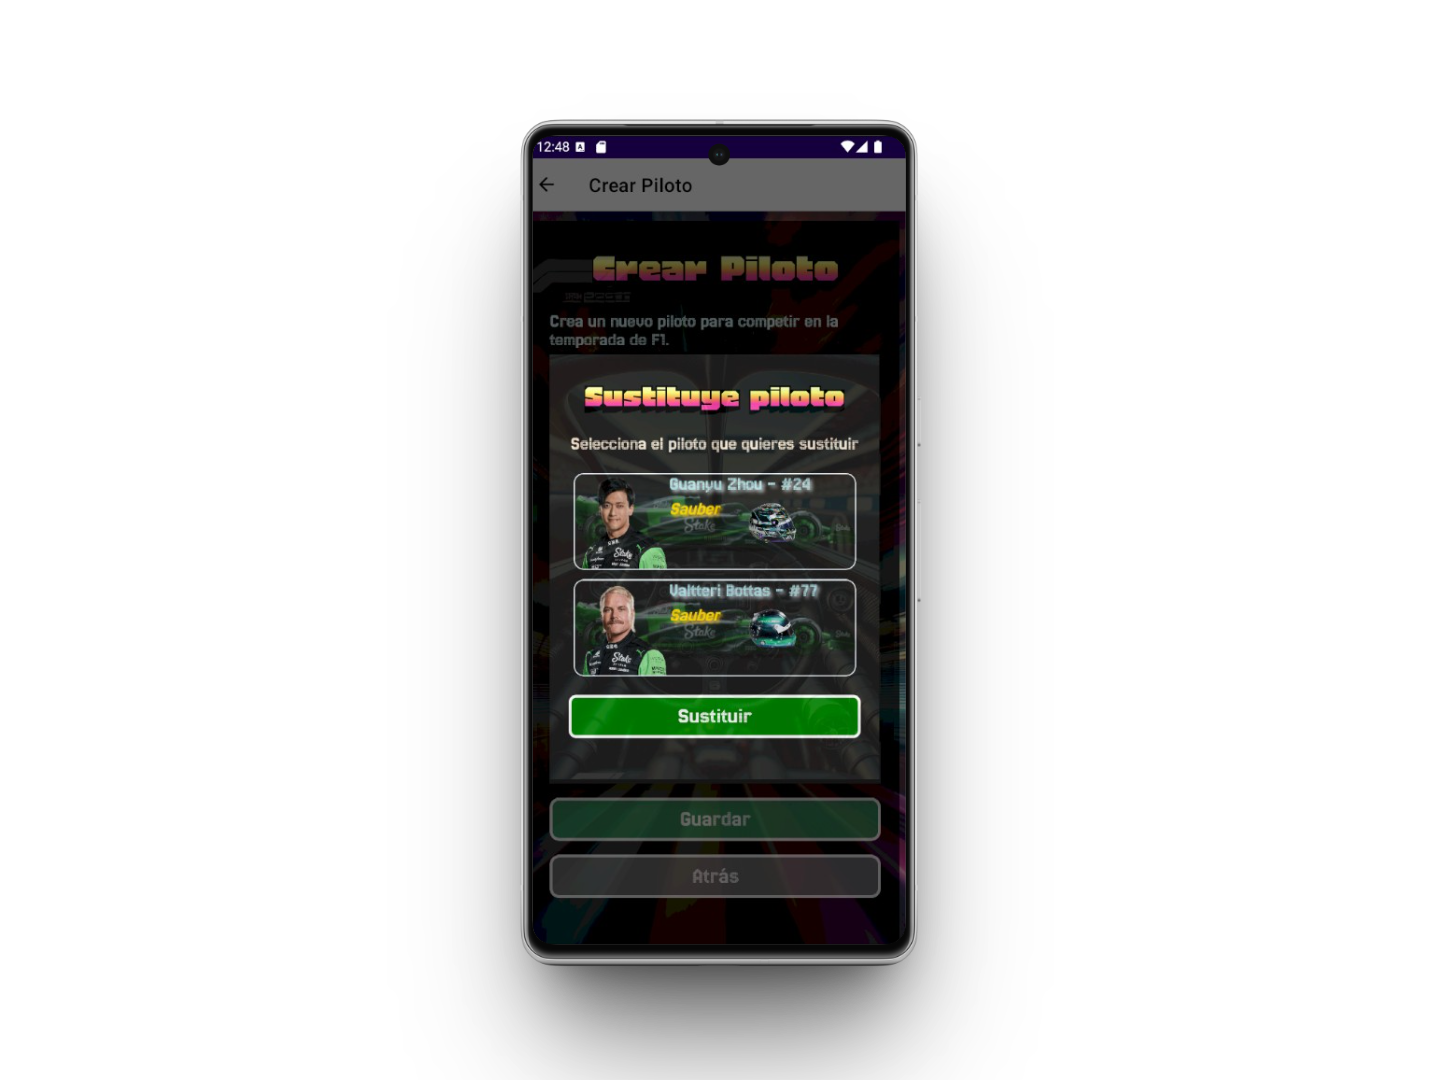 12:48
Crear Piloto
Crear Piloto
Crea un nuevo piloto para competir en la
temporada de F1.
Sustituye piloto
Selecciona el piloto que quieres sustituir
Guanyu Zhou - #24
Sauber
Stake
Stake
Valtteri Bottas - #77
Sauber
Stake
Stake
Sustituir
Guardar
Atrás